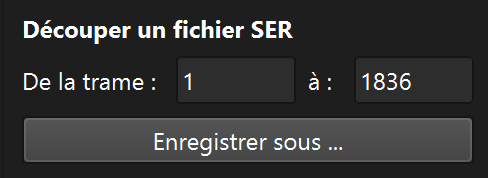 Découper un fichier SER
De la trame : 1 à : 1836
Enregistrer sous ...